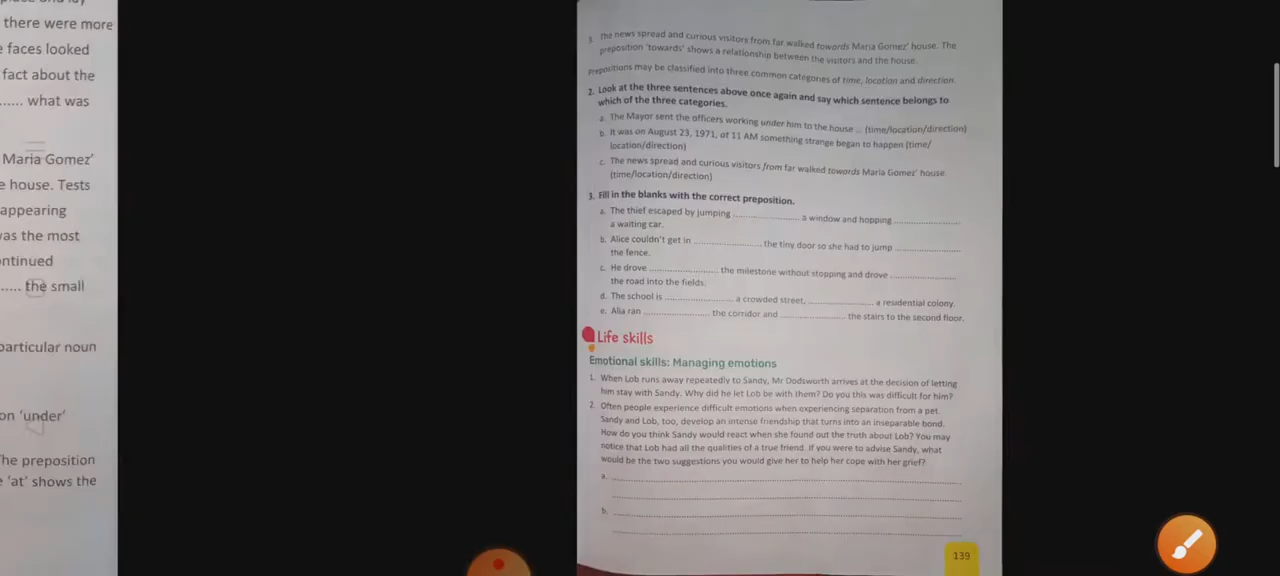 there were more
faces looked
fact about the
...... what was
Maria Gomez'
e house. Tests
appearing
was the most
ontinued
..... the small
particular noun
on 'under'
The preposition
e 'at' shows the
3. The news spread and curious visitors from far walked towards Maria Gomez' house. The
preposition 'towards' shows a relationship between the visitors and the house.
Prepositions may be classified into three common categories of time, location and direction.
2. Look at the three sentences above once again and say which sentence belongs to
which of the three categories.
a. The Mayor sent the officers working under him to the house ... (time/location/direction)
b. It was on August 23, 1971, of 11 AM something strange began to happen (time/
location/direction)
c. The news spread and curious visitors from far walked towards Maria Gomez' house.
(time/location/direction)
3. Fill in the blanks with the correct preposition.
a. The thief escaped by jumping ........................ a window and hopping ........................
a waiting car.
b. Alice couldn't get in ........................ the tiny door so she had to jump ........................
the fence.
c. He drove ........................ the milestone without stopping and drove ........................
the road into the fields.
d. The school is ........................ a crowded street, ........................ a residential colony.
e. Alia ran ........................ the corridor and ........................ the stairs to the second floor.
Life skills
Emotional skills: Managing emotions
1. When Lob runs away repeatedly to Sandy, Mr Dodsworth arrives at the decision of letting
him stay with Sandy. Why did he let Lob be with them? Do you this was difficult for him?
2. Often people experience difficult emotions when experiencing separation from a pet.
Sandy and Lob, too, develop an intense friendship that turns into an inseparable bond.
How do you think Sandy would react when she found out the truth about Lob? You may
notice that Lob had all the qualities of a true friend. If you were to advise Sandy, what
would be the two suggestions you would give her to help her cope with her grief?
a.
b.
139